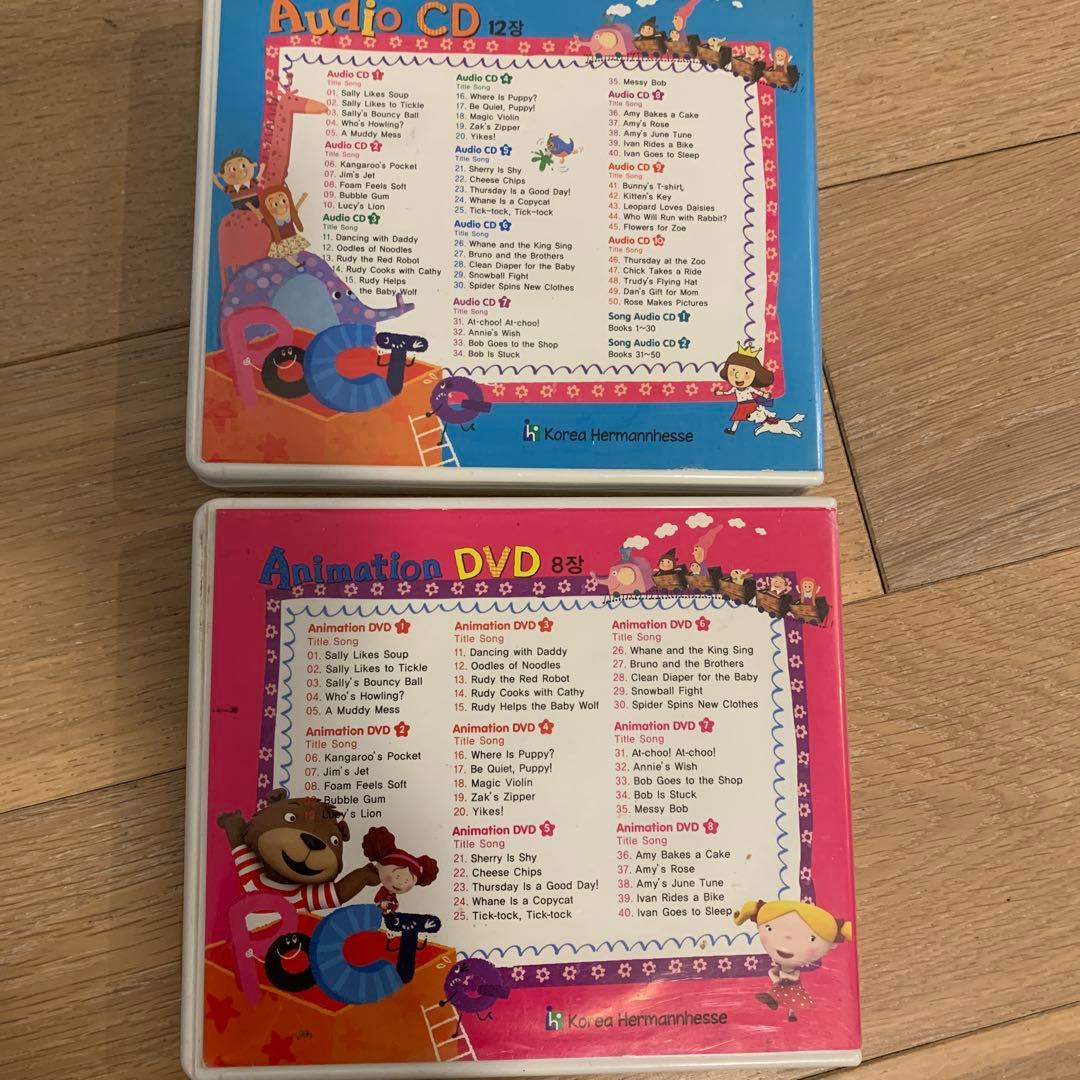 Audio CD 12장
Audio CD 1
Title Song
01. Sally Likes Soup
02. Sally Likes to Tickle
03. Sally's Bouncy Ball
04. Who's Howling?
05. A Muddy Mess
Audio CD 2
Title Song
06. Kangaroo's Pocket
07. Jim's Jet
08. Foam Feels Soft
09. Bubble Gum
10. Lucy's Lion
Audio CD 3
Title Song
11. Dancing with Daddy
12. Oodles of Noodles
13. Rudy the Red Robot
14. Rudy Cooks with Cathy
15. Rudy Helps
the Baby Wolf
Audio CD 4
Title Song
16. Where Is Puppy?
17. Be Quiet, Puppy!
18. Magic Violin
19. Zak's Zipper
20. Yikes!
Audio CD 5
Title Song
21. Sherry Is Shy
22. Cheese Chips
23. Thursday Is a Good Day!
24. Whane Is a Copycat
25. Tick-tock, Tick-tock
Audio CD 6
Title Song
26. Whane and the King Sing
27. Bruno and the Brothers
28. Clean Diaper for the Baby
29. Snowball Fight
30. Spider Spins New Clothes
Audio CD 7
Title Song
31. At-choo! At-choo!
32. Annie's Wish
33. Bob Goes to the Shop
34. Bob Is Stuck
35. Messy Bob
Audio CD 8
Title Song
36. Amy Bakes a Cake
37. Amy's Rose
38. Amy's June Tune
39. Ivan Rides a Bike
40. Ivan Goes to Sleep
Audio CD 9
Title Song
41. Bunny's T-shirt
42. Kitten's Key
43. Leopard Loves Daisies
44. Who Will Run with Rabbit?
45. Flowers for Zoe
Audio CD 10
Title Song
46. Thursday at the Zoo
47. Chick Takes a Ride
48. Trudy's Flying Hat
49. Dan's Gift for Mom
50. Rose Makes Pictures
Song Audio CD 1
Books 1~30
Song Audio CD 2
Books 31~50
Korea Hermannhesse
Animation DVD 8장
Animation DVD 1
Title Song
01. Sally Likes Soup
02. Sally Likes to Tickle
03. Sally's Bouncy Ball
04. Who's Howling?
05. A Muddy Mess
Animation DVD 2
Title Song
06. Kangaroo's Pocket
07. Jim's Jet
08. Foam Feels Soft
Bubble Gum
Lucy's Lion
Animation DVD 3
Title Song
11. Dancing with Daddy
12. Oodles of Noodles
13. Rudy the Red Robot
14. Rudy Cooks with Cathy
15. Rudy Helps the Baby Wolf
Animation DVD 4
Title Song
16. Where Is Puppy?
17. Be Quiet, Puppy!
18. Magic Violin
19. Zak's Zipper
20. Yikes!
Animation DVD 5
Title Song
21. Sherry Is Shy
22. Cheese Chips
23. Thursday Is a Good Day!
24. Whane Is a Copycat
25. Tick-tock, Tick-tock
Animation DVD 6
Title Song
26. Whane and the King Sing
27. Bruno and the Brothers
28. Clean Diaper for the Baby
29. Snowball Fight
30. Spider Spins New Clothes
Animation DVD 7
Title Song
31. At-choo! At-choo!
32. Annie's Wish
33. Bob Goes to the Shop
34. Bob Is Stuck
35. Messy Bob
Animation DVD 8
Title Song
36. Amy Bakes a Cake
37. Amy's Rose
38. Amy's June Tune
39. Ivan Rides a Bike
40. Ivan Goes to Sleep
Korea Hermannhesse